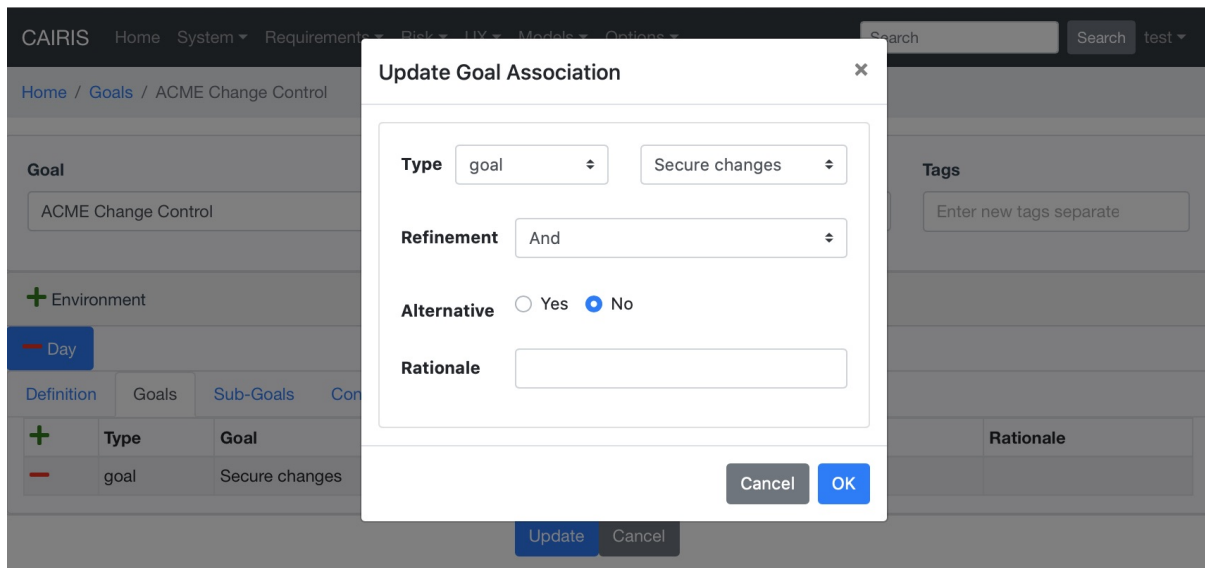 CAIRIS Home System Requirements Risk UX Models Options Search Search test
Update Goal Association ×
Home / Goals / ACME Change Control
Type goal Secure changes
Goal Tags
ACME Change Control Enter new tags separate
Refinement And
Environment
Alternative Yes No
Day
Rationale
Definition Goals Sub-Goals Con
Type Goal Rationale
goal Secure changes
Cancel OK
Update Cancel